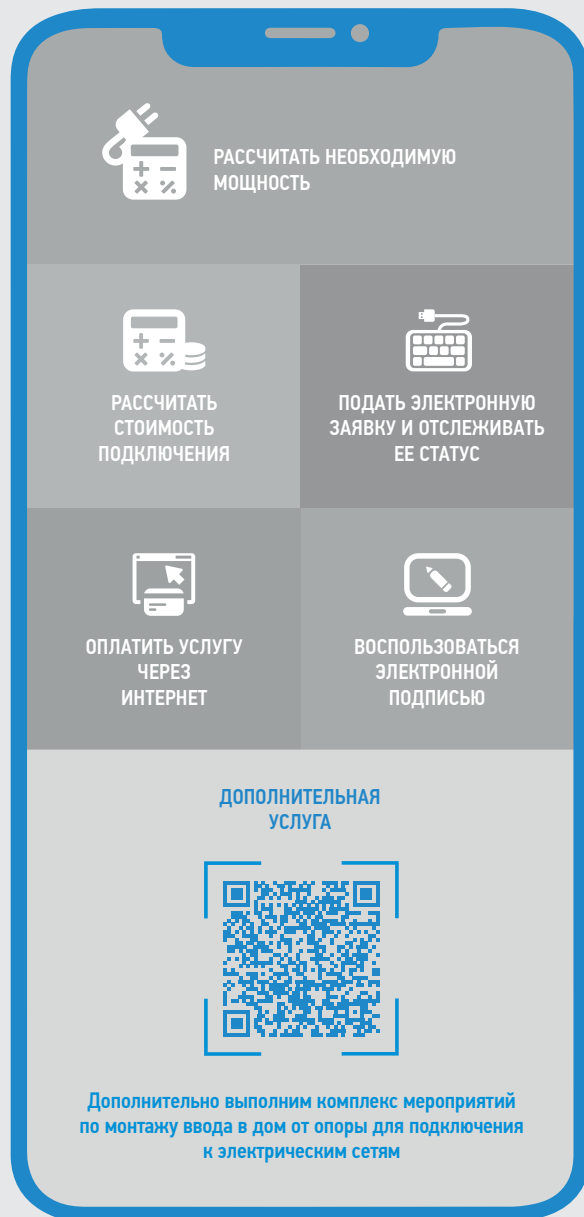 РАССЧИТАТЬ НЕОБХОДИМУЮ
МОЩНОСТЬ
РАССЧИТАТЬ
СТОИМОСТЬ
ПОДКЛЮЧЕНИЯ
ПОДАТЬ ЭЛЕКТРОННУЮ
ЗАЯВКУ И ОТСЛЕЖИВАТЬ
ЕЕ СТАТУС
ОПЛАТИТЬ УСЛУГУ
ЧЕРЕЗ
ИНТЕРНЕТ
ВОСПОЛЬЗОВАТЬСЯ
ЭЛЕКТРОННОЙ
ПОДПИСЬЮ
ДОПОЛНИТЕЛЬНАЯ
УСЛУГА
Дополнительно выполним комплекс мероприятий
по монтажу ввода в дом от опоры для подключения
к электрическим сетям